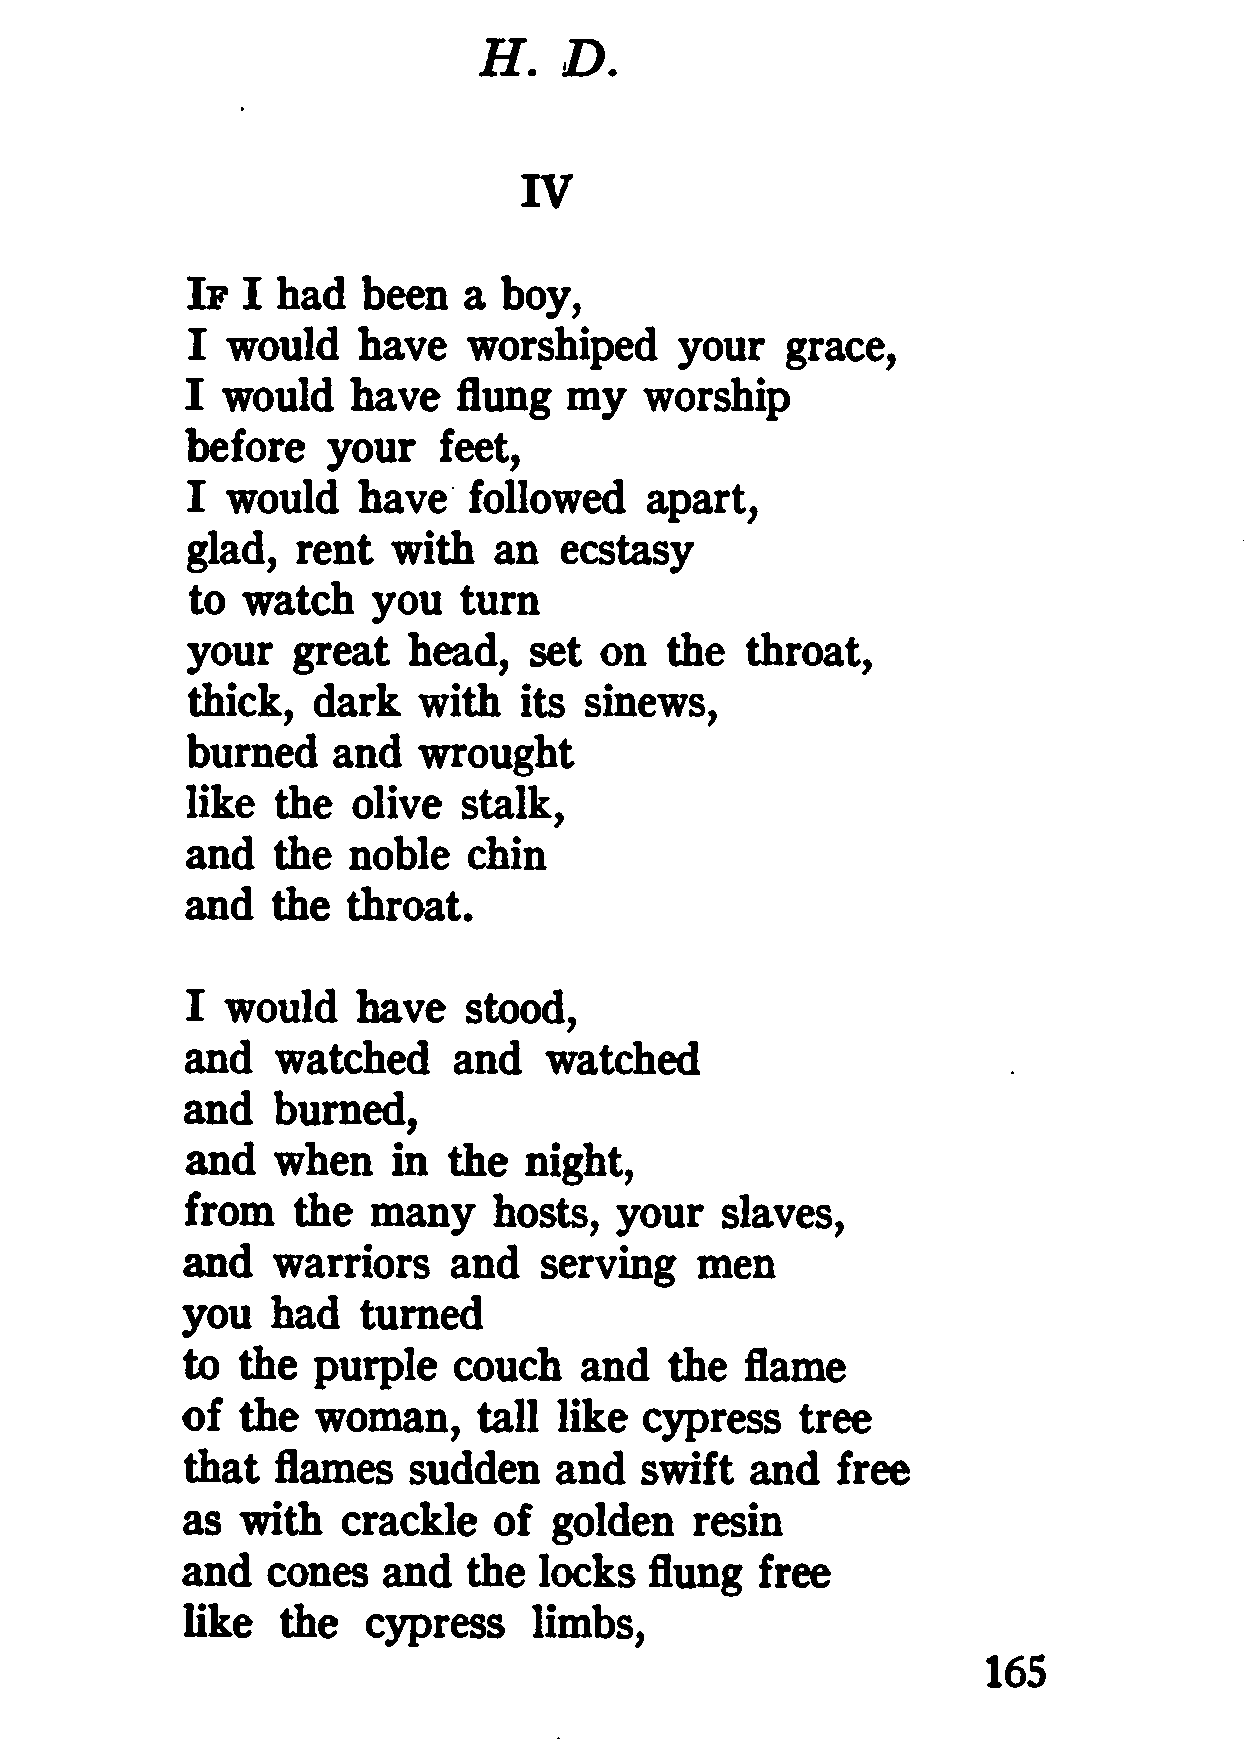 H. D.
IV
IF I had been a boy,
I would have worshiped your grace,
I would have flung my worship
before your feet,
I would have followed apart,
glad, rent with an ecstasy
to watch you turn
your great head, set on the throat,
thick, dark with its sinews,
burned and wrought
like the olive stalk,
and the noble chin
and the throat.
I would have stood,
and watched and watched
and burned,
and when in the night,
from the many hosts, your slaves,
and warriors and serving men
you had turned
to the purple couch and the flame
of the woman, tall like cypress tree
that flames sudden and swift and free
as with crackle of golden resin
and cones and the locks flung free
like the cypress limbs,
165